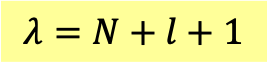 λ = N + l + 1